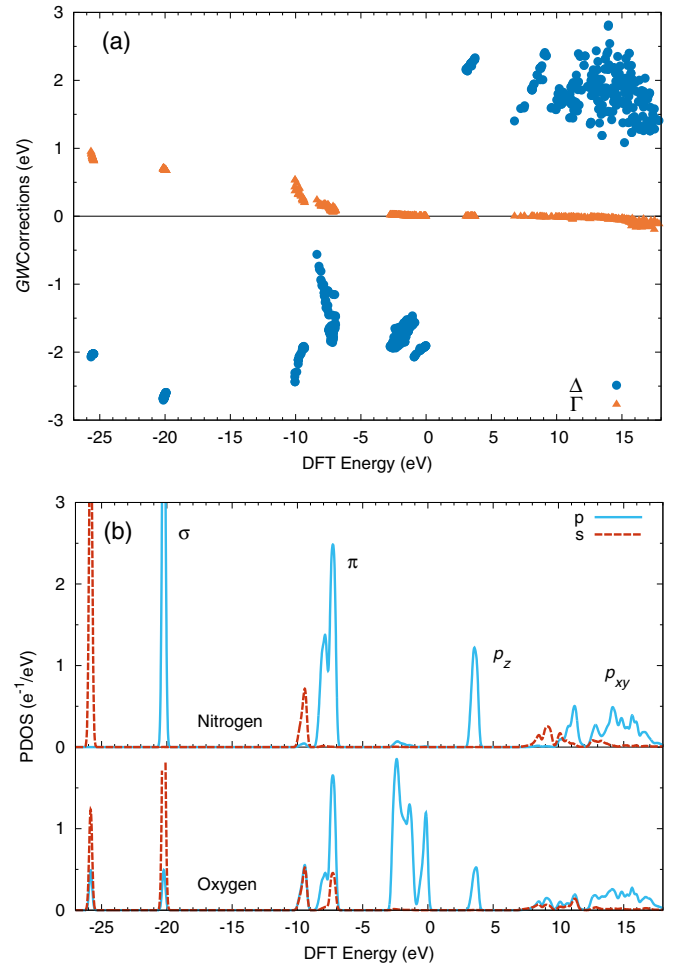 (a)
GWCorrections (eV)
3
2
1
0
-1
-2
-3
Δ
Γ
-25 -20 -15 -10 -5 0 5 10 15
DFT Energy (eV)
(b)
PDOS (e⁻¹/eV)
3
2
1
0
σ
π
p_z
p_xy
p
s
Nitrogen
1
0
Oxygen
-25 -20 -15 -10 -5 0 5 10 15
DFT Energy (eV)